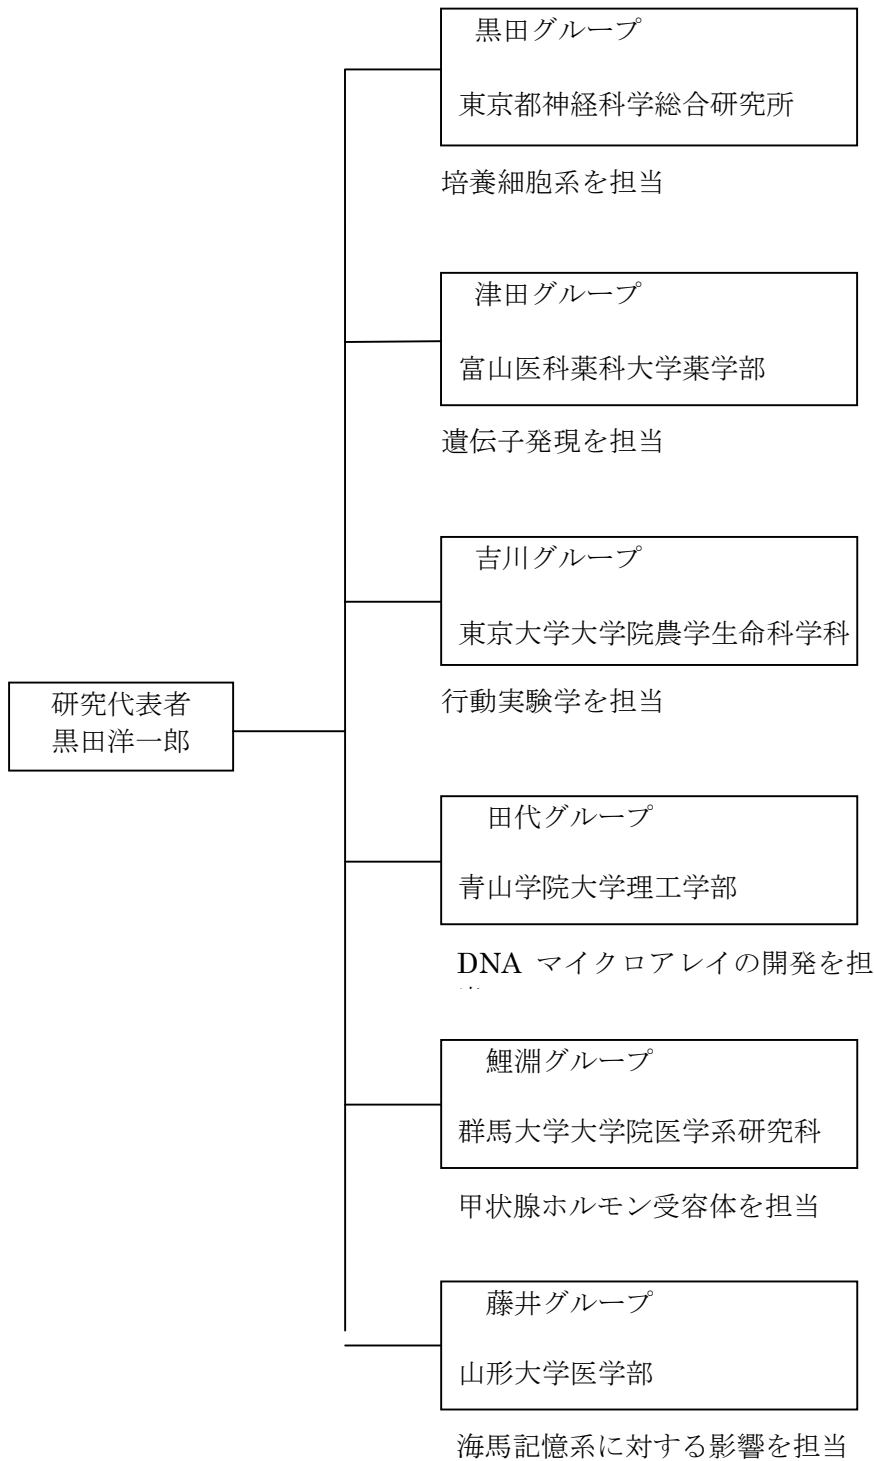 黒田グループ
東京都神経科学総合研究所
培養細胞系を担当
津田グループ
富山医科薬科大学薬学部
遺伝子発現を担当
吉川グループ
東京大学大学院農学生命科学科
行動実験学を担当
研究代表者
黒田洋一郎
田代グループ
青山学院大学理工学部
DNA マイクロアレイの開発を担
鯉淵グループ
群馬大学大学院医学系研究科
甲状腺ホルモン受容体を担当
藤井グループ
山形大学医学部
海馬記憶系に対する影響を担当